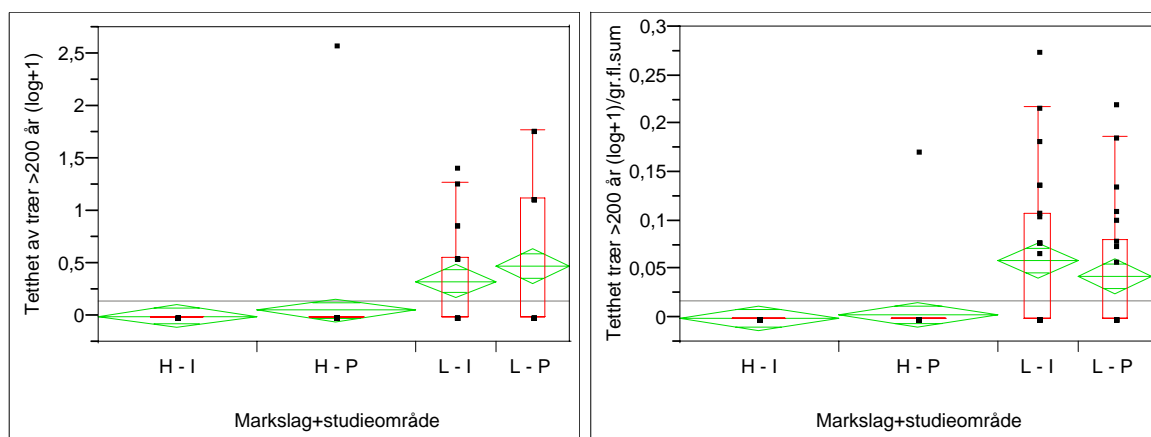 Tetthet av trær >200 år (log+1)
2,5
2
1,5
1
0,5
0
H - I
H - P
L - I
L - P
Markslag+studieområde
Tetthet trær >200 år (log+1)/gr.fl.sum
0,3
0,25
0,2
0,15
0,1
0,05
0
H - I
H - P
L - I
L - P
Markslag+studieområde